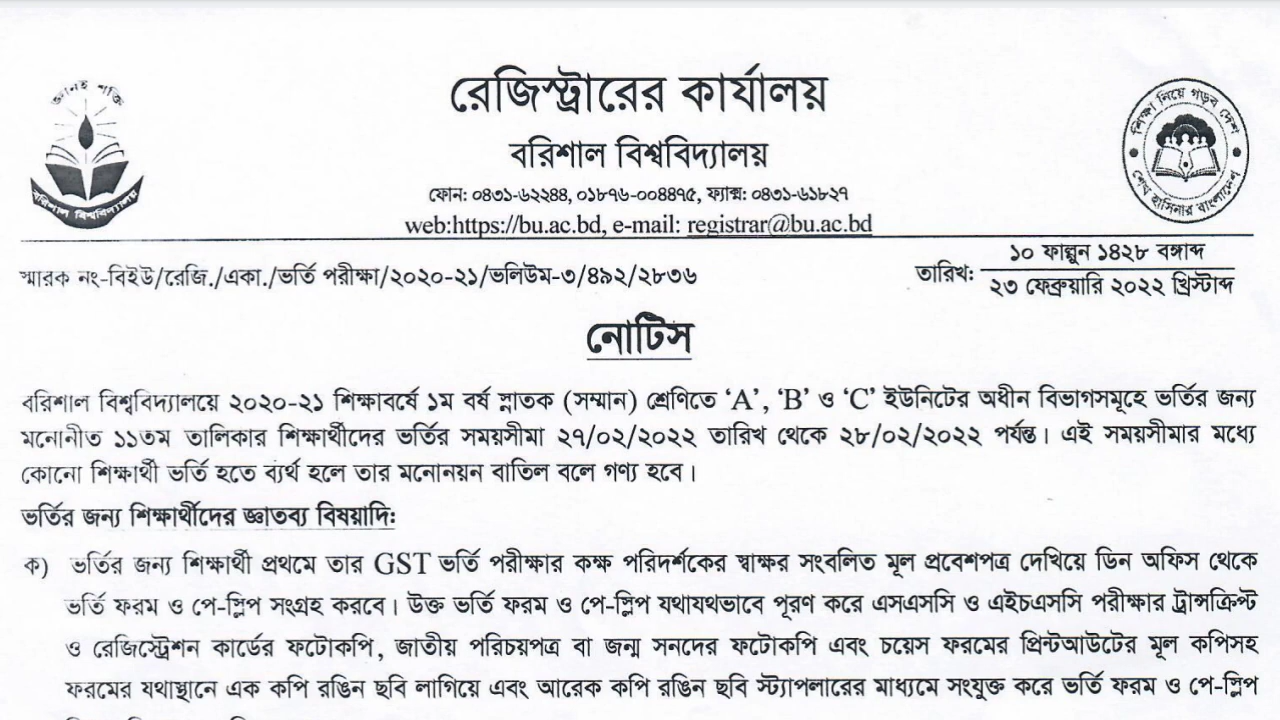 জ্ঞানই শক্তি
বরিশাল বিশ্ববিদ্যালয়
রেজিস্ট্রারের কার্যালয়
বরিশাল বিশ্ববিদ্যালয়
ফোন: ০৪৩১-৬২২৪৪, ০১৮৭৬-০০৪৪৭৫, ফ্যাক্স: ০৪৩১-৬১৮২৭
web:https://bu.ac.bd, e-mail: registrar@bu.ac.bd
শিক্ষা নিয়ে গড়ব দেশ
শেখ হাসিনার বাংলাদেশ
স্মারক নং-বিইউ/রেজি./একা./ভর্তি পরীক্ষা/২০২০-২১/ভলিউম-৩/৪৯২/২৮৩৬
তারিখ: ১০ ফাল্গুন ১৪২৮ বঙ্গাব্দ
২৩ ফেব্রুয়ারি ২০২২ খ্রিস্টাব্দ
নোটিস
বরিশাল বিশ্ববিদ্যালয়ে ২০২০-২১ শিক্ষাবর্ষে ১ম বর্ষ স্নাতক (সম্মান) শ্রেণিতে ‘A’, ‘B’ ও ‘C’ ইউনিটের অধীন বিভাগসমূহে ভর্তির জন্য
মনোনীত ১১তম তালিকার শিক্ষার্থীদের ভর্তির সময়সীমা ২৭/০২/২০২২ তারিখ থেকে ২৮/০২/২০২২ পর্যন্ত। এই সময়সীমার মধ্যে
কোনো শিক্ষার্থী ভর্তি হতে ব্যর্থ হলে তার মনোনয়ন বাতিল বলে গণ্য হবে।
ভর্তির জন্য শিক্ষার্থীদের জ্ঞাতব্য বিষয়াদি:
ক) ভর্তির জন্য শিক্ষার্থী প্রথমে তার GST ভর্তি পরীক্ষার কক্ষ পরিদর্শকের স্বাক্ষর সংবলিত মূল প্রবেশপত্র দেখিয়ে ডিন অফিস থেকে
ভর্তি ফরম ও পে-স্লিপ সংগ্রহ করবে। উক্ত ভর্তি ফরম ও পে-স্লিপ যথাযথভাবে পূরণ করে এসএসসি ও এইচএসসি পরীক্ষার ট্রান্সক্রিপ্ট
ও রেজিস্ট্রেশন কার্ডের ফটোকপি, জাতীয় পরিচয়পত্র বা জন্ম সনদের ফটোকপি এবং চয়েস ফরমের প্রিন্টআউটের মূল কপিসহ
ফরমের যথাস্থানে এক কপি রঙিন ছবি লাগিয়ে এবং আরেক কপি রঙিন ছবি স্ট্যাপলারের মাধ্যমে সংযুক্ত করে ভর্তি ফরম ও পে-স্লিপ